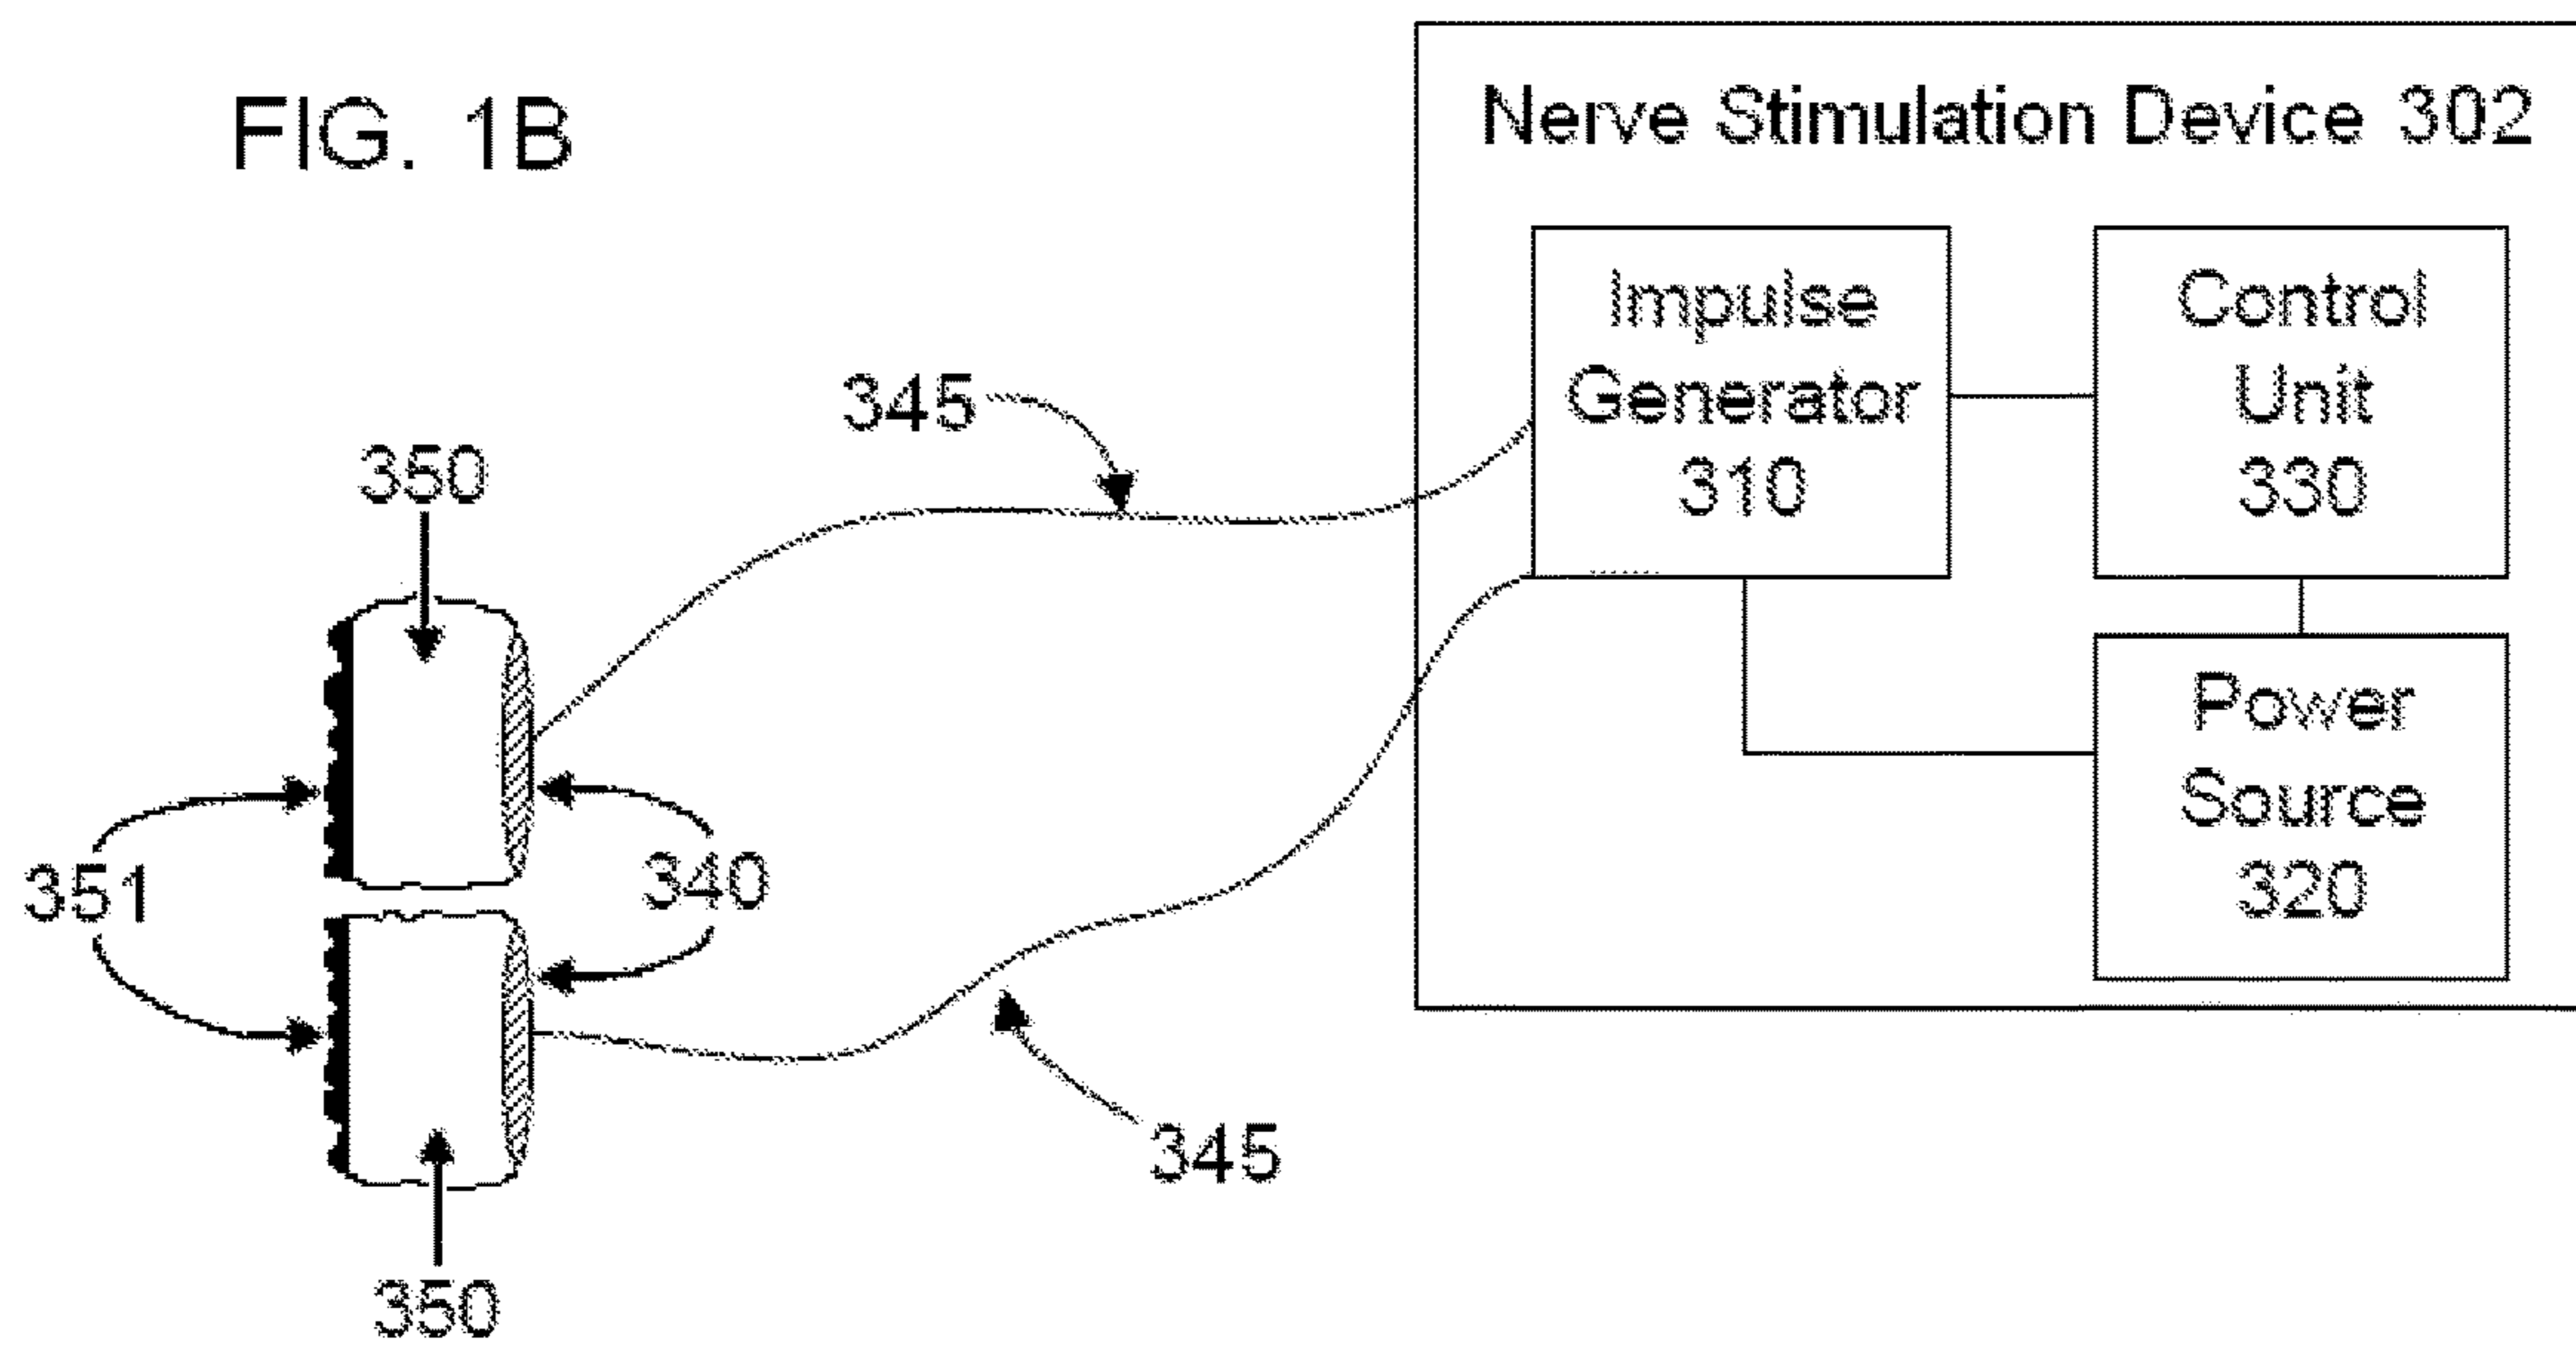 FIG. 1B
Nerve Stimulation Device 302
Impulse
Generator
310
Control
Unit
330
Power
Source
320
345
350
351
340
345
350